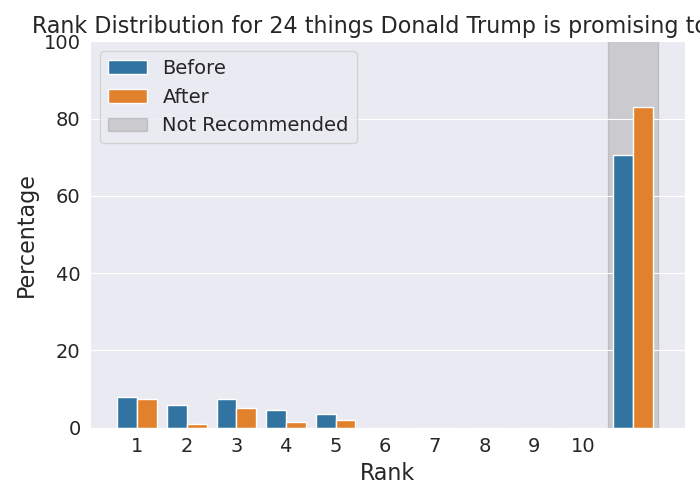 Rank Distribution for 24 things Donald Trump is promising to
100
80
60
40
20
0
Percentage
Before
After
Not Recommended
1 2 3 4 5 6 7 8 9 10
Rank